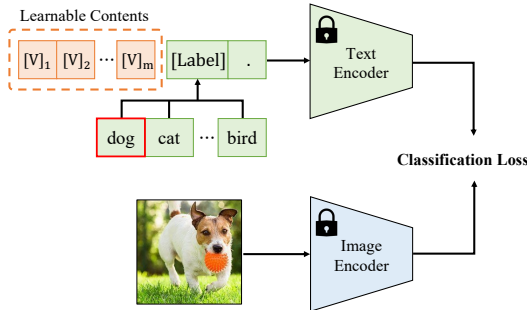 Learnable Contents
[V]1 [V]2 ... [V]m [Label] .
Text
Encoder
dog cat ... bird
Classification Loss
Image
Encoder